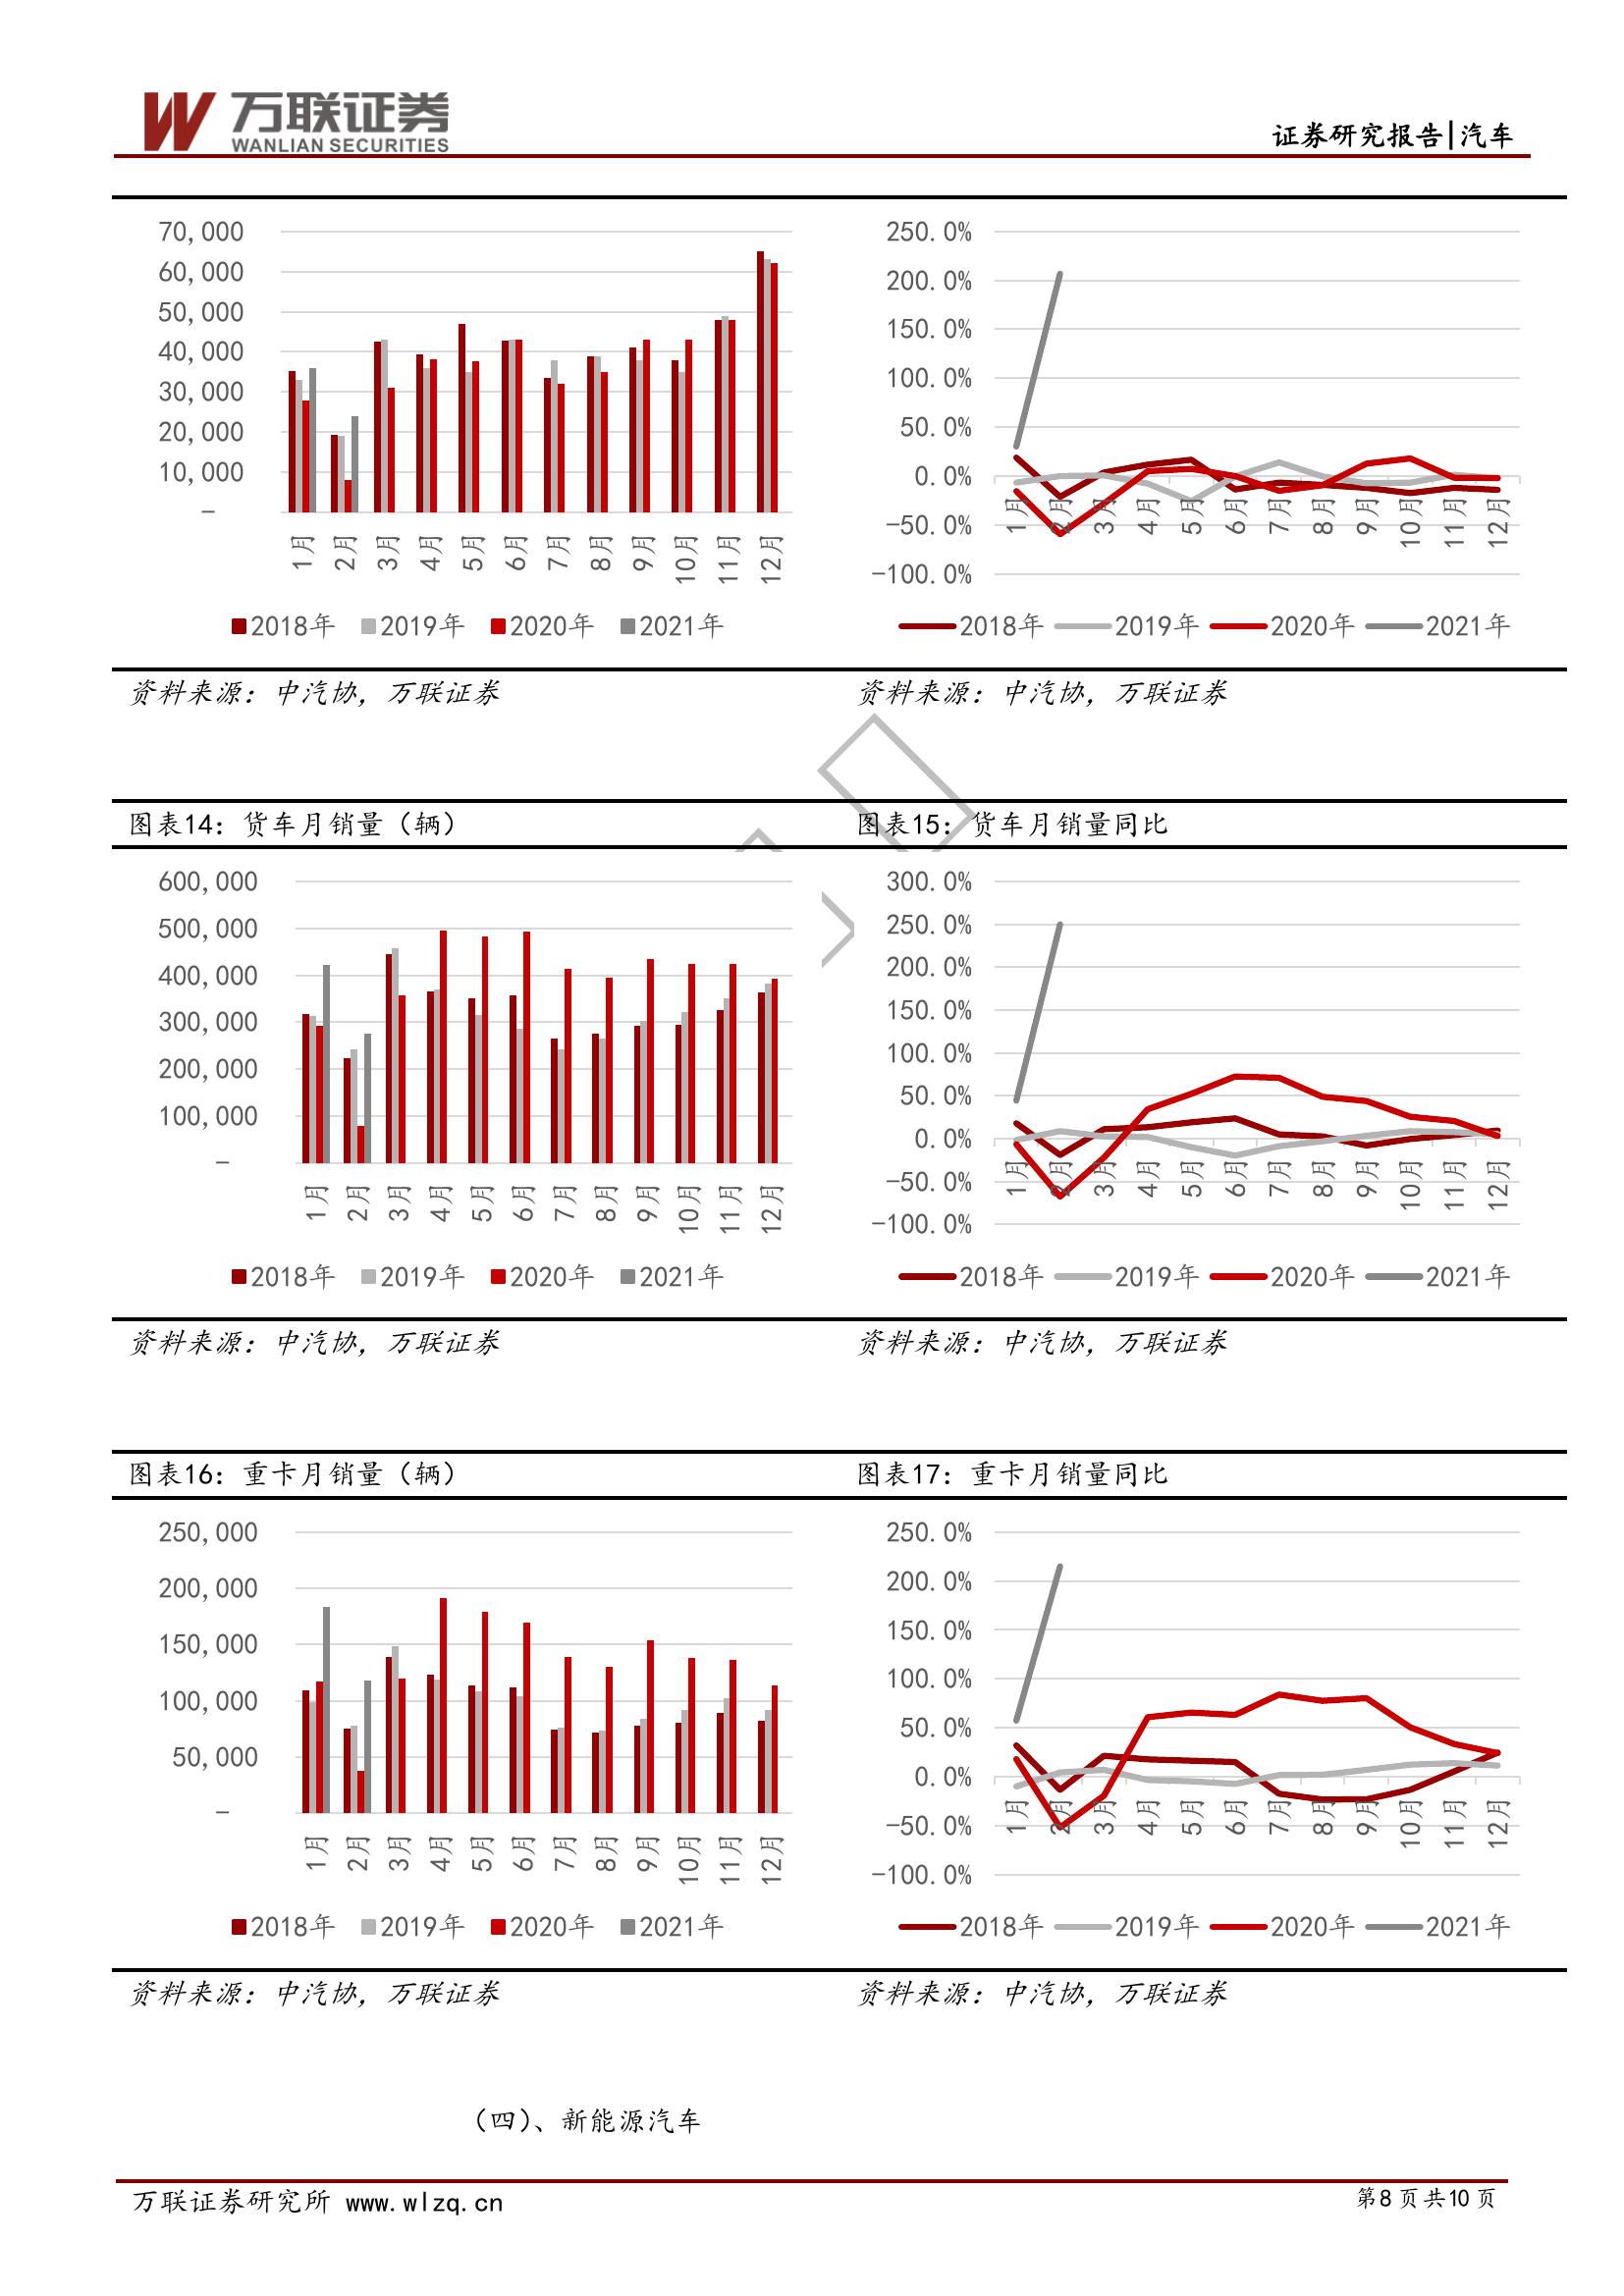 万联证券
WANLIAN SECURITIES
证券研究报告|汽车
70,000
60,000
50,000
40,000
30,000
20,000
10,000
–
1月 2月 3月 4月 5月 6月 7月 8月 9月 10月 11月 12月
2018年 2019年 2020年 2021年
250.0%
200.0%
150.0%
100.0%
50.0%
0.0%
-50.0%
-100.0%
1月 2月 3月 4月 5月 6月 7月 8月 9月 10月 11月 12月
2018年 2019年 2020年 2021年
资料来源：中汽协，万联证券 资料来源：中汽协，万联证券
图表14：货车月销量（辆） 图表15：货车月销量同比
600,000
500,000
400,000
300,000
200,000
100,000
–
1月 2月 3月 4月 5月 6月 7月 8月 9月 10月 11月 12月
2018年 2019年 2020年 2021年
300.0%
250.0%
200.0%
150.0%
100.0%
50.0%
0.0%
-50.0%
-100.0%
1月 2月 3月 4月 5月 6月 7月 8月 9月 10月 11月 12月
2018年 2019年 2020年 2021年
资料来源：中汽协，万联证券 资料来源：中汽协，万联证券
图表16：重卡月销量（辆） 图表17：重卡月销量同比
250,000
200,000
150,000
100,000
50,000
–
1月 2月 3月 4月 5月 6月 7月 8月 9月 10月 11月 12月
2018年 2019年 2020年 2021年
250.0%
200.0%
150.0%
100.0%
50.0%
0.0%
-50.0%
-100.0%
1月 2月 3月 4月 5月 6月 7月 8月 9月 10月 11月 12月
2018年 2019年 2020年 2021年
资料来源：中汽协，万联证券 资料来源：中汽协，万联证券
（四）、新能源汽车
万联证券研究所 www.wlzq.cn 第8页共10页